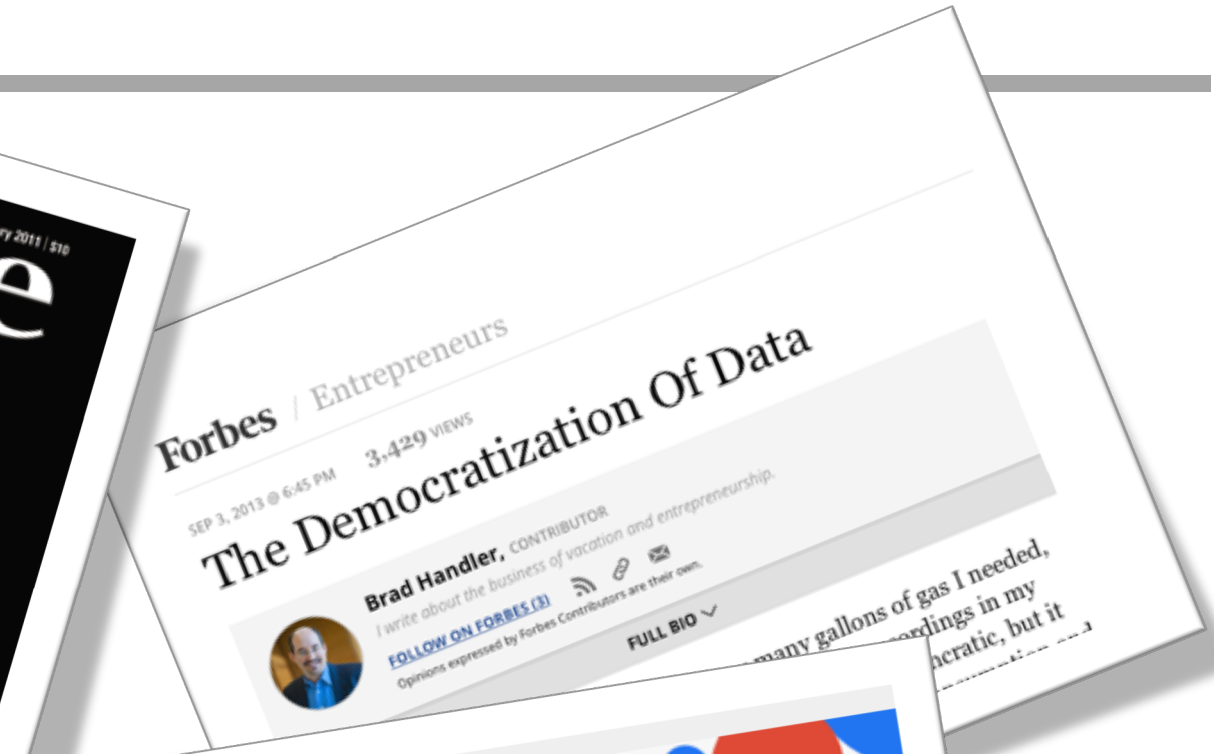 ry 2011 | $10
e
Forbes / Entrepreneurs
SEP 3, 2013 @ 6:45 PM 3,429 VIEWS
The Democratization Of Data
Brad Handler, CONTRIBUTOR
I write about the business of vacation and entrepreneurship.
FOLLOW ON FORBES (3)
Opinions expressed by Forbes Contributors are their own.
FULL BIO
many gallons of gas I needed,
ordings in my
cratic, but it
and